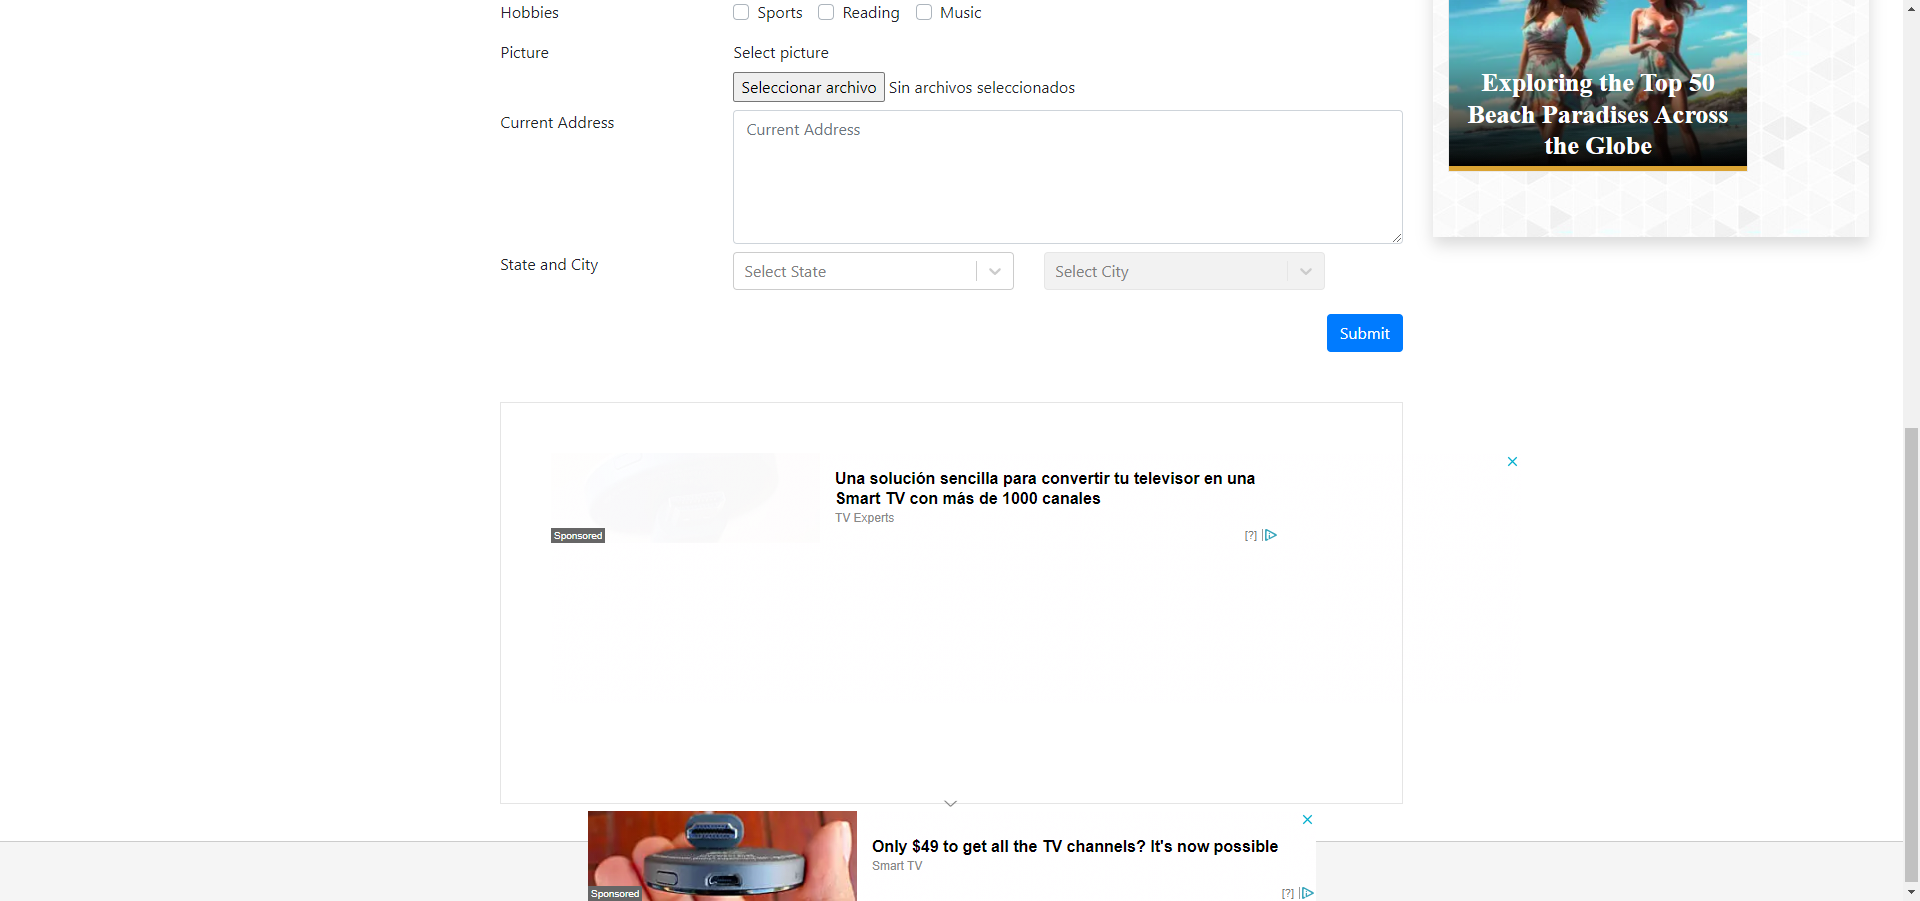 Hobbies
Sports Reading Music
Picture
Select picture
Seleccionar archivo Sin archivos seleccionados
Current Address
Current Address
State and City
Select State
Select City
Submit
Exploring the Top 50
Beach Paradises Across
the Globe
Una solución sencilla para convertir tu televisor en una
Smart TV con más de 1000 canales
TV Experts
Sponsored
[?]
Only $49 to get all the TV channels? It's now possible
Smart TV
Sponsored
[?]